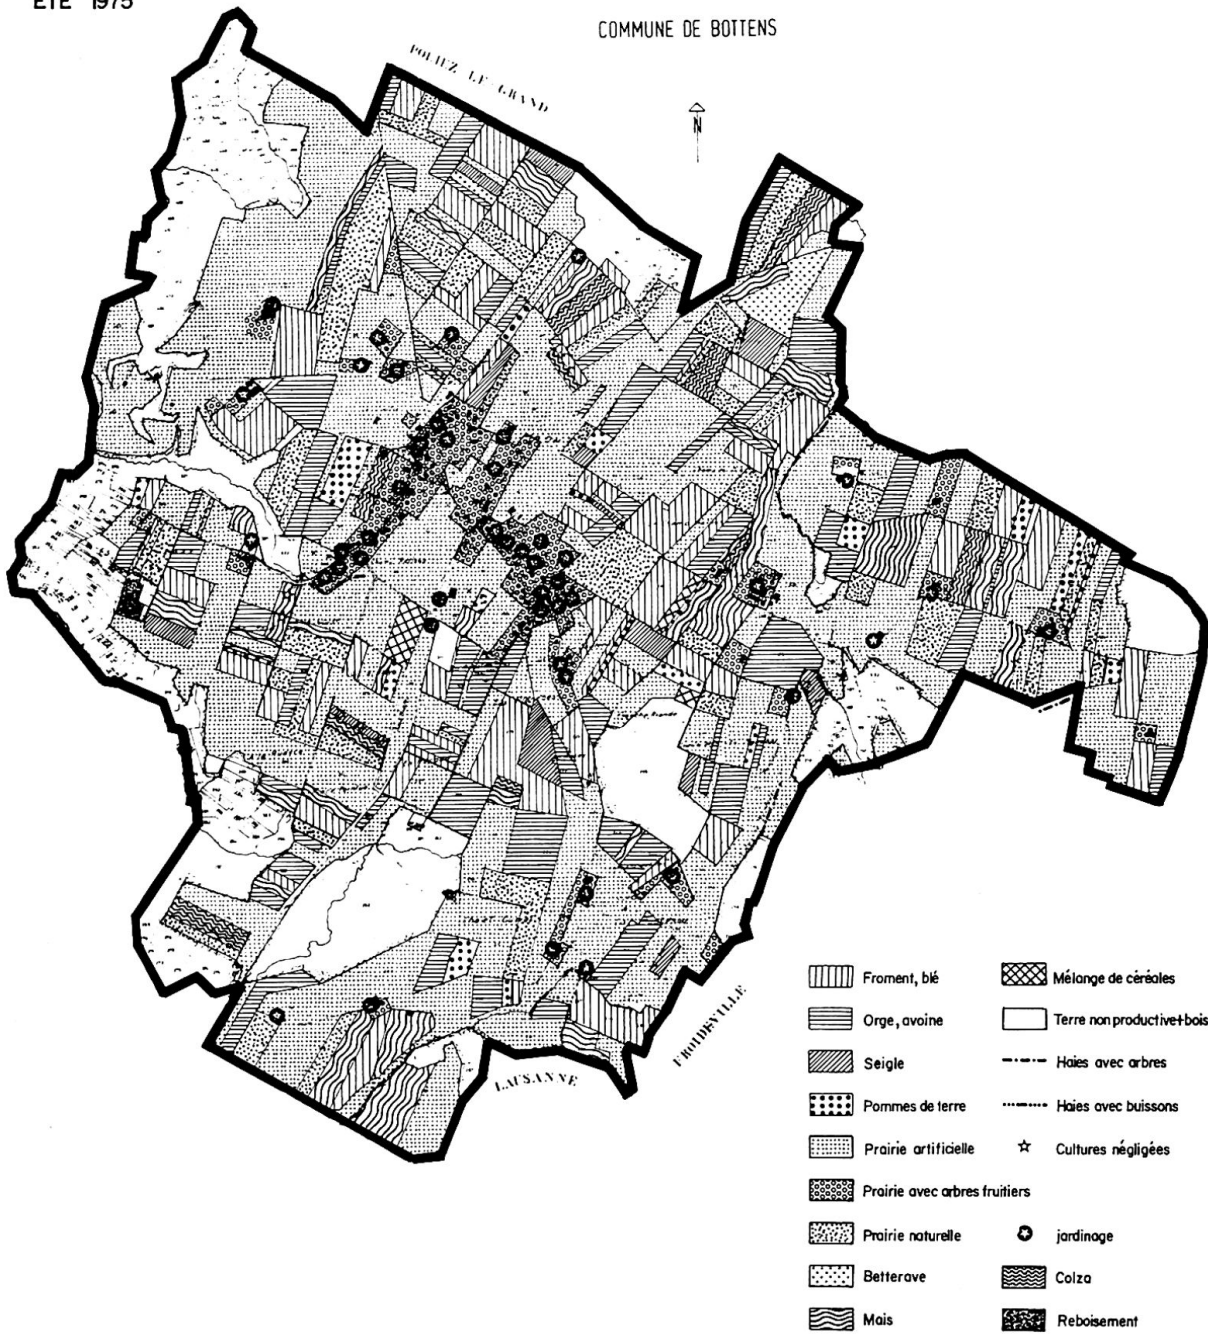 ÉTÉ 1975
COMMUNE DE BOTTENS
POLIEZ LE GRAND
N
FROIDEVILLE
LAUSANNE
Froment, blé
Orge, avoine
Seigle
Pommes de terre
Prairie artificielle
Prairie avec arbres fruitiers
Prairie naturelle
Betterave
Maïs
Mélange de céréales
Terre non productive+bois
Haies avec arbres
Haies avec buissons
Cultures négligées
jardinage
Colza
Reboisement